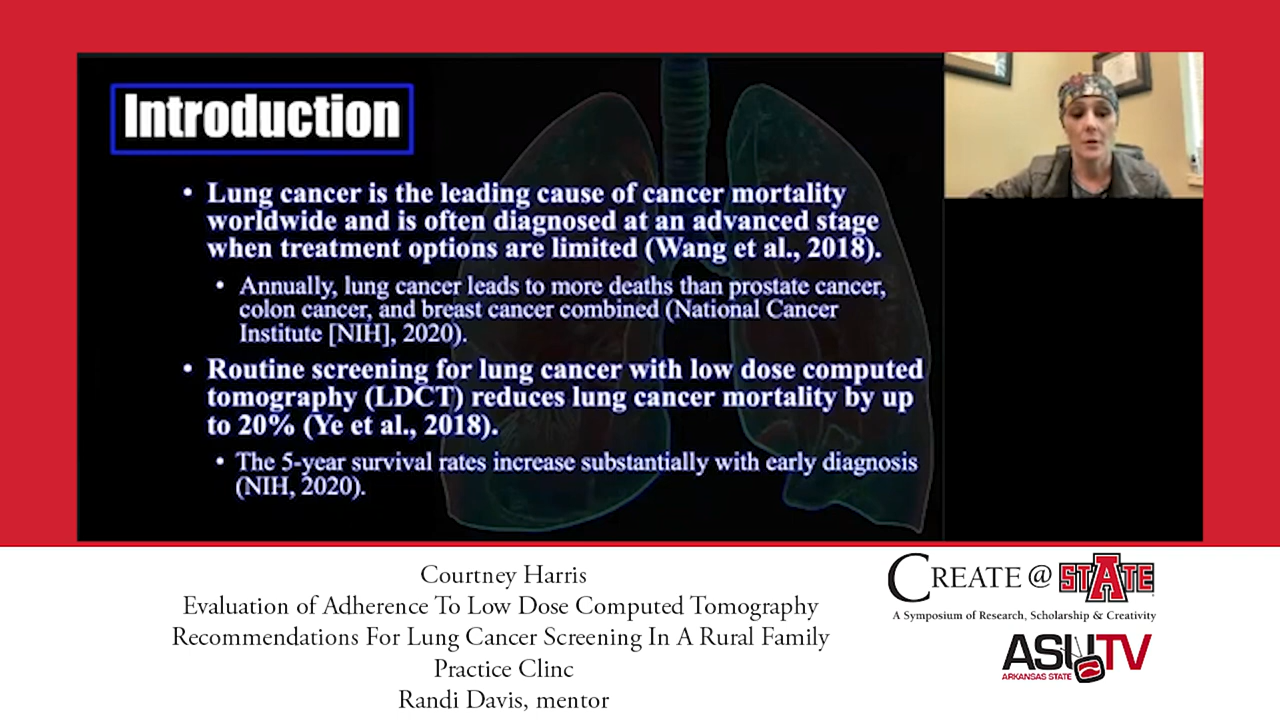 Introduction
• Lung cancer is the leading cause of cancer mortality
worldwide and is often diagnosed at an advanced stage
when treatment options are limited (Wang et al., 2018).
• Annually, lung cancer leads to more deaths than prostate cancer,
colon cancer, and breast cancer combined (National Cancer
Institute [NIH], 2020).
• Routine screening for lung cancer with low dose computed
tomography (LDCT) reduces lung cancer mortality by up
to 20% (Ye et al., 2018).
• The 5-year survival rates increase substantially with early diagnosis
(NIH, 2020).
Courtney Harris
Evaluation of Adherence To Low Dose Computed Tomography
Recommendations For Lung Cancer Screening In A Rural Family
Practice Clinc
Randi Davis, mentor
CREATE @ STATE
A Symposium of Research, Scholarship & Creativity
ASU TV
ARKANSAS STATE